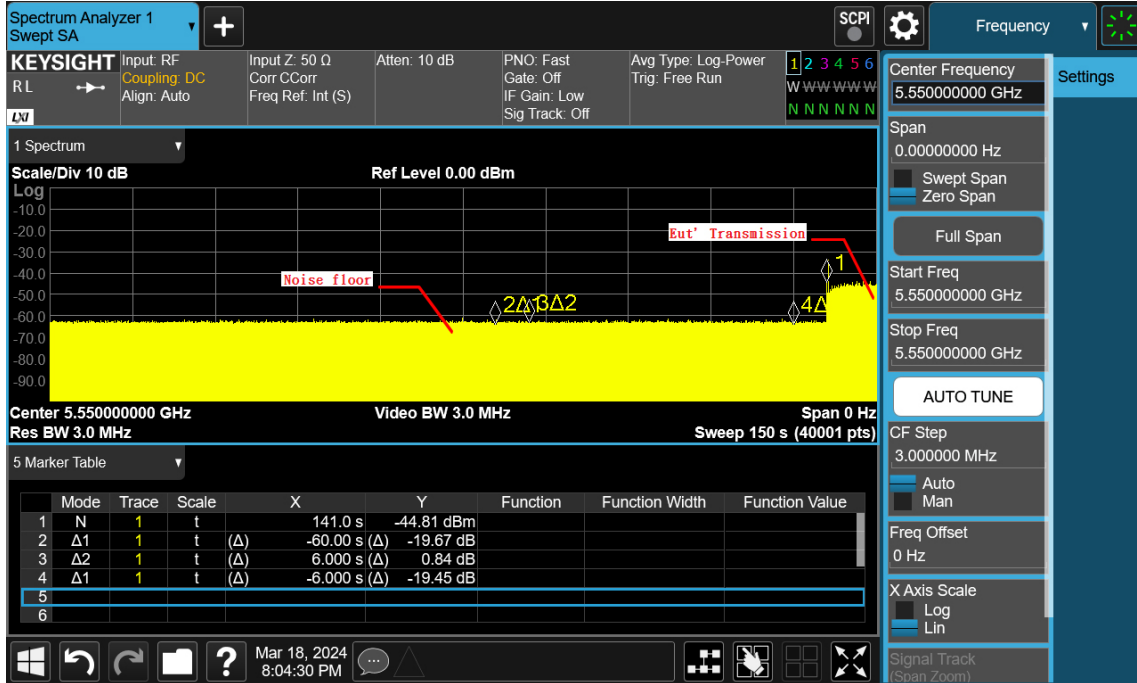 Spectrum Analyzer 1
Swept SA
+
SCPI
Frequency
KEYSIGHT
RL
LXI
Input: RF
Coupling: DC
Align: Auto
Input Z: 50 Ω
Corr CCorr
Freq Ref: Int (S)
Atten: 10 dB
PNO: Fast
Gate: Off
IF Gain: Low
Sig Track: Off
Avg Type: Log-Power
Trig: Free Run
1 2 3 4 5 6
W W W W W W
N N N N N N
1 Spectrum
Scale/Div 10 dB
Ref Level 0.00 dBm
Log
-10.0
-20.0
-30.0
-40.0
-50.0
-60.0
-70.0
-80.0
-90.0
Eut' Transmission
Noise floor
1
2Δ1
3Δ2
4Δ
Center 5.550000000 GHz
Video BW 3.0 MHz
Span 0 Hz
Res BW 3.0 MHz
Sweep 150 s (40001 pts)
5 Marker Table
Mode Trace Scale X Y Function Function Width Function Value
1 N 1 t 141.0 s -44.81 dBm
2 Δ1 1 t (Δ) -60.00 s (Δ) -19.67 dB
3 Δ2 1 t (Δ) 6.000 s (Δ) 0.84 dB
4 Δ1 1 t (Δ) -6.000 s (Δ) -19.45 dB
5
6
?
Mar 18, 2024
8:04:30 PM
Center Frequency
5.550000000 GHz
Span
0.00000000 Hz
Swept Span
Zero Span
Full Span
Start Freq
5.550000000 GHz
Stop Freq
5.550000000 GHz
AUTO TUNE
CF Step
3.000000 MHz
Auto
Man
Freq Offset
0 Hz
X Axis Scale
Log
Lin
Signal Track
(Span Zoom)
Settings